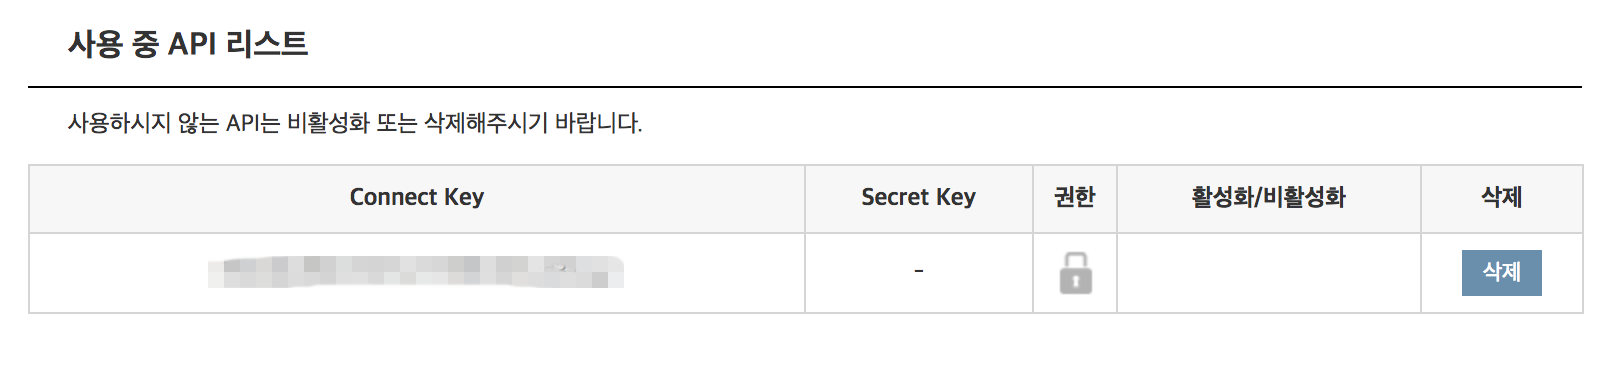 사용 중 API 리스트
사용하시지 않는 API는 비활성화 또는 삭제해주시기 바랍니다.
Connect Key Secret Key 권한 활성화/비활성화 삭제
- 삭제